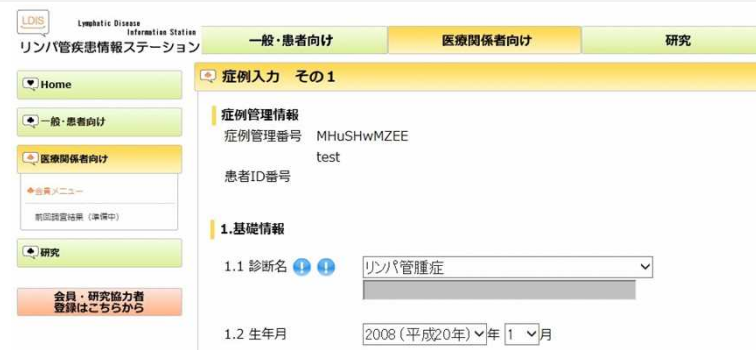 LDIS
Lymphatic Disease
Information Station
リンパ管疾患情報ステーション
一般・患者向け
医療関係者向け
研究
Home
一般・患者向け
医療関係者向け
会員メニュー
前回調査結果（準備中）
研究
会員・研究協力者
登録はこちらから
症例入力 その１
症例管理情報
症例管理番号 MHuSHwMZEE
test
患者ID番号
1.基礎情報
1.1 診断名 リンパ管腫症
1.2 生年月 2008（平成20年）年 1 月